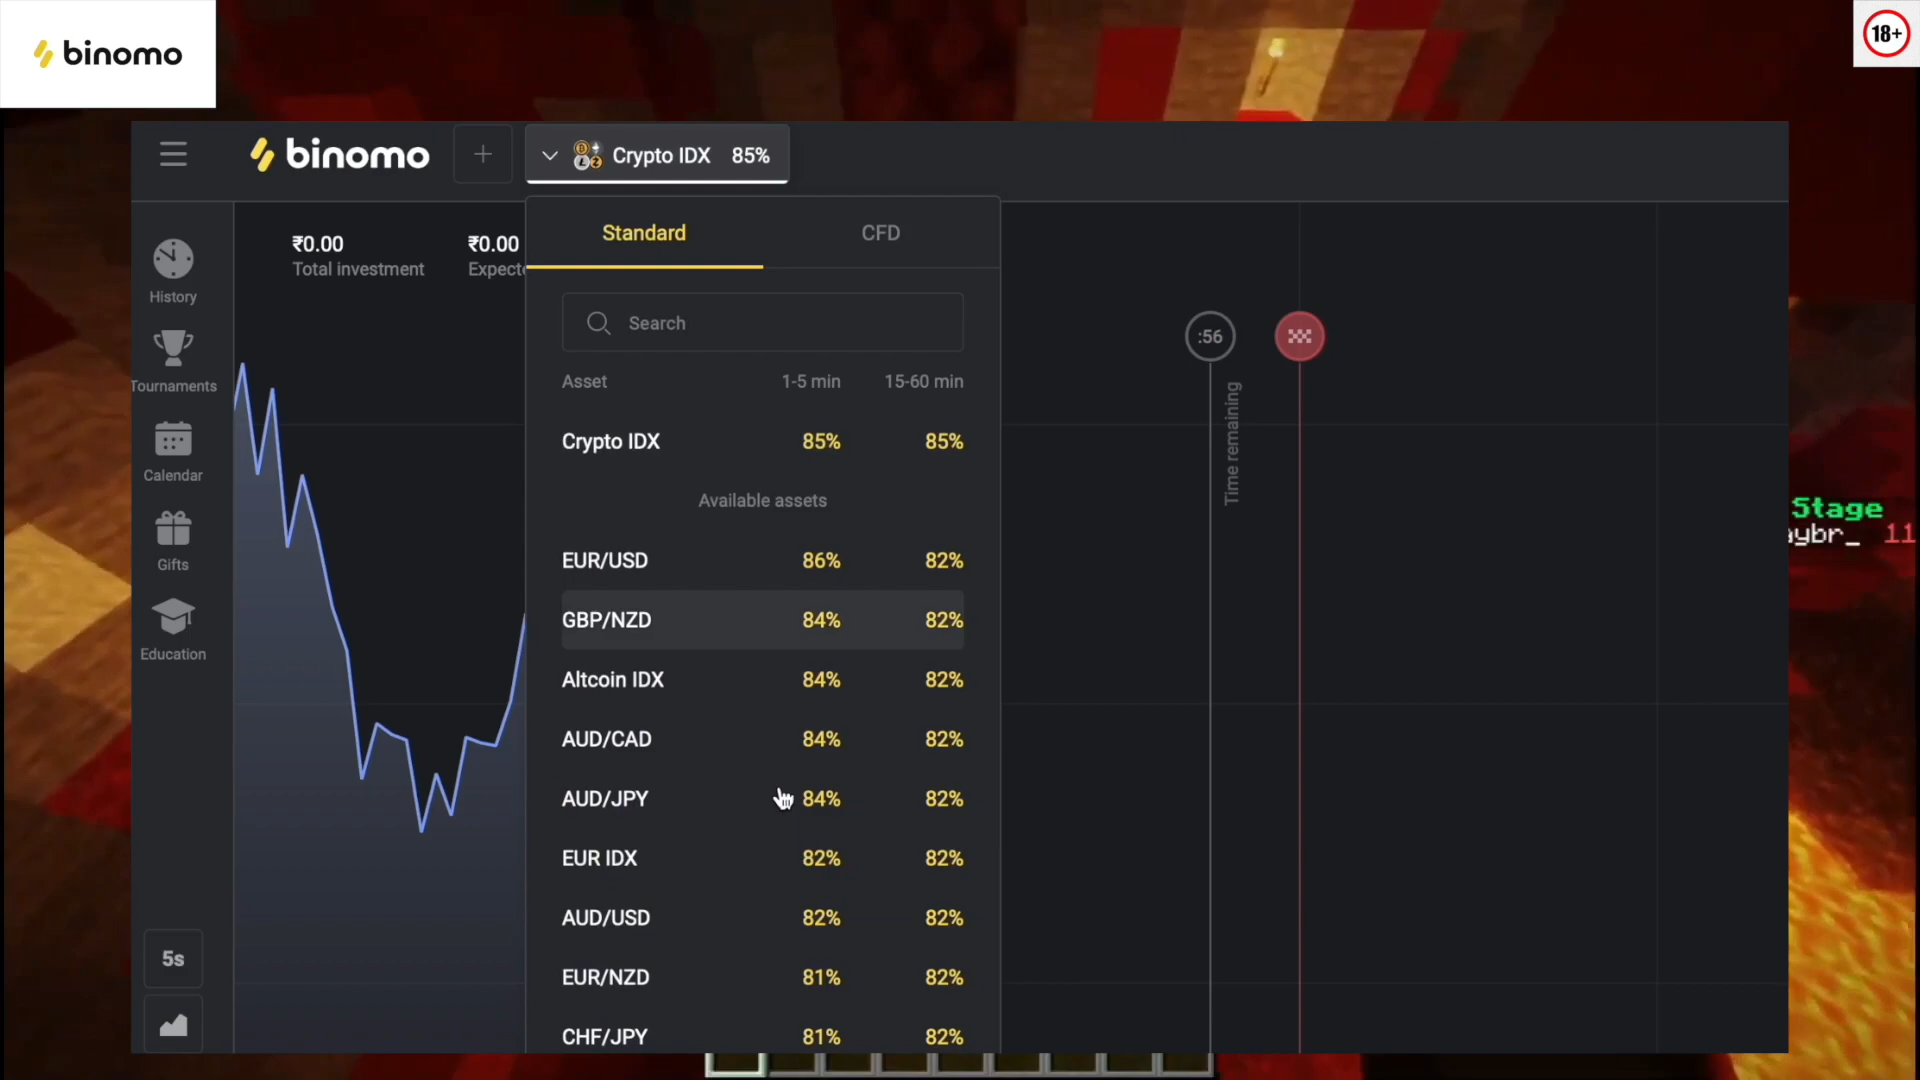 binomo
18+
binomo
+
Crypto IDX 85%
₹0.00
Total investment
₹0.00
Standard CFD
Search
Asset 1-5 min 15-60 min
Crypto IDX 85% 85%
Available assets
EUR/USD 86% 82%
GBP/NZD 84% 82%
Altcoin IDX 84% 82%
AUD/CAD 84% 82%
AUD/JPY 84% 82%
EUR IDX 82% 82%
AUD/USD 82% 82%
EUR/NZD 81% 82%
CHF/JPY 81% 82%
History
Tournaments
Calendar
Gifts
Education
5s
:56
Time remaining
Stage
11